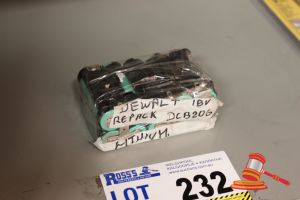 DEWALT 18V
REPACK DCB206
LITHIUM.
ROSS'S
LOT 232